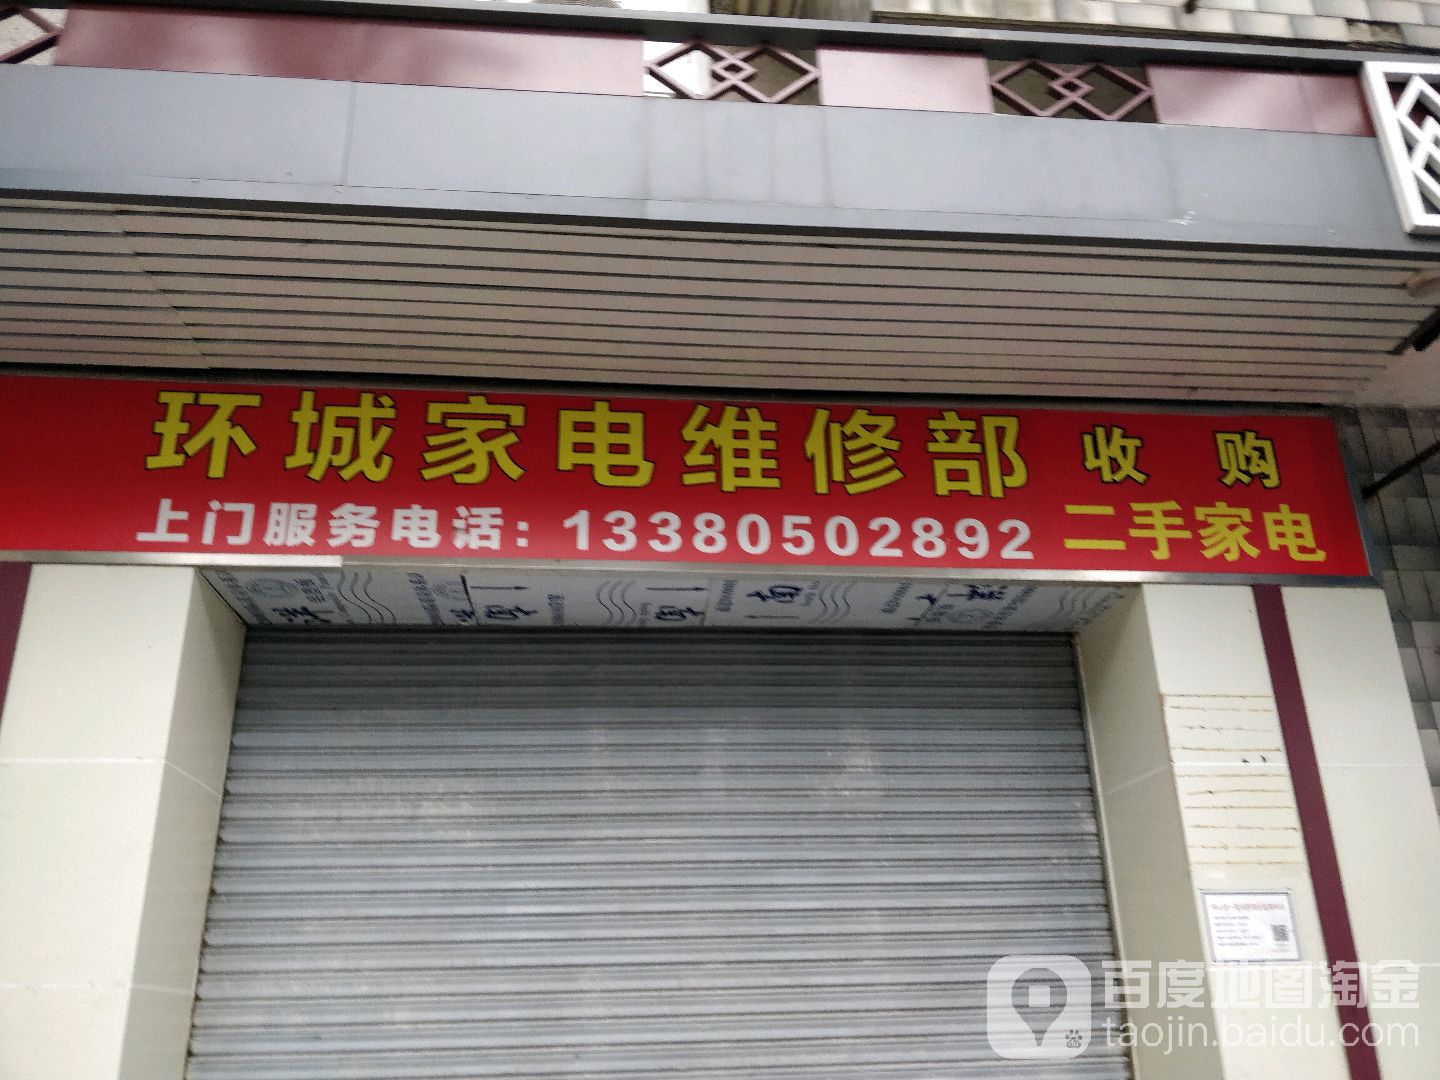 环城家电维修部
上门服务电话：13380502892
收购
二手家电
百度地图淘金
taojin.baidu.com